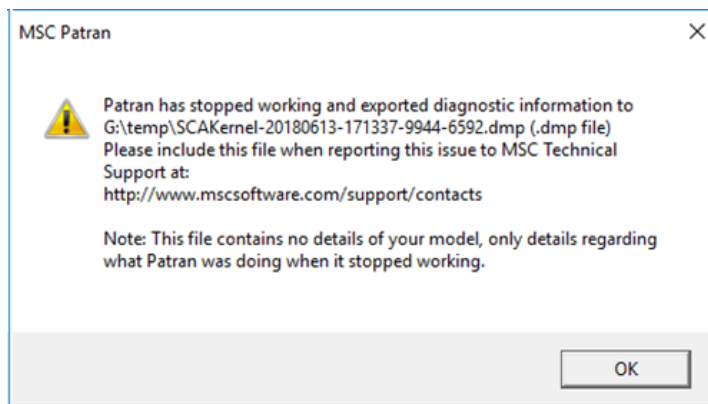 MSC Patran
Patran has stopped working and exported diagnostic information to
G:\temp\SCAKernel-20180613-171337-9944-6592.dmp (.dmp file)
Please include this file when reporting this issue to MSC Technical
Support at:
http://www.mscsoftware.com/support/contacts
Note: This file contains no details of your model, only details regarding
what Patran was doing when it stopped working.
OK